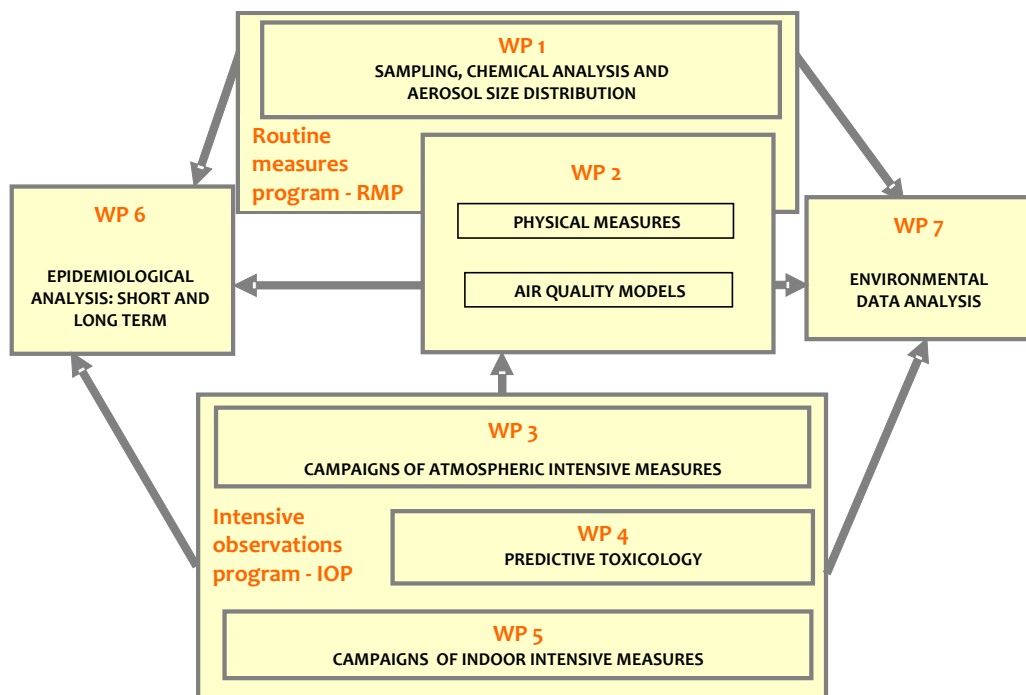 WP 1
SAMPLING, CHEMICAL ANALYSIS AND
AEROSOL SIZE DISTRIBUTION
Routine
measures
program - RMP
WP 2
PHYSICAL MEASURES
AIR QUALITY MODELS
WP 6
EPIDEMIOLOGICAL
ANALYSIS: SHORT AND
LONG TERM
WP 7
ENVIRONMENTAL
DATA ANALYSIS
WP 3
CAMPAIGNS OF ATMOSPHERIC INTENSIVE MEASURES
Intensive
observations
program - IOP
WP 4
PREDICTIVE TOXICOLOGY
WP 5
CAMPAIGNS OF INDOOR INTENSIVE MEASURES